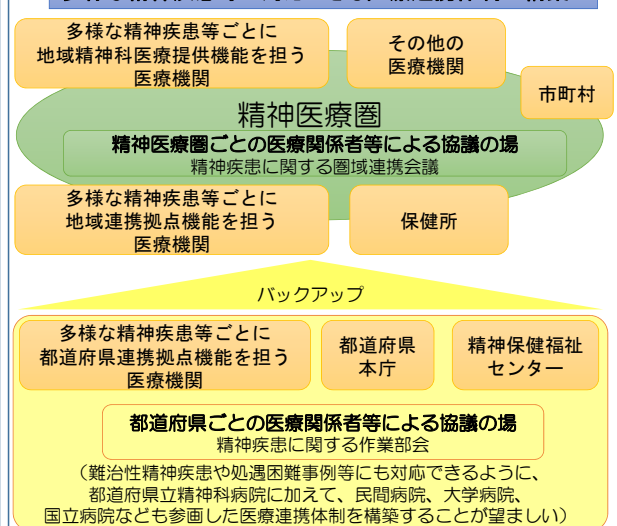 多様な精神疾患等ごとに
地域精神科医療提供機能を担う
医療機関
その他の
医療機関
市町村
精神医療圏
精神医療圏ごとの医療関係者等による協議の場
精神疾患に関する圏域連携会議
多様な精神疾患等ごとに
地域連携拠点機能を担う
医療機関
保健所
バックアップ
多様な精神疾患等ごとに
都道府県連携拠点機能を担う
医療機関
都道府県
本庁
精神保健福祉
センター
都道府県ごとの医療関係者等による協議の場
精神疾患に関する作業部会
（難治性精神疾患や処遇困難事例等にも対応できるように、
都道府県立精神科病院に加えて、民間病院、大学病院、
国立病院なども参画した医療連携体制を構築することが望ましい）